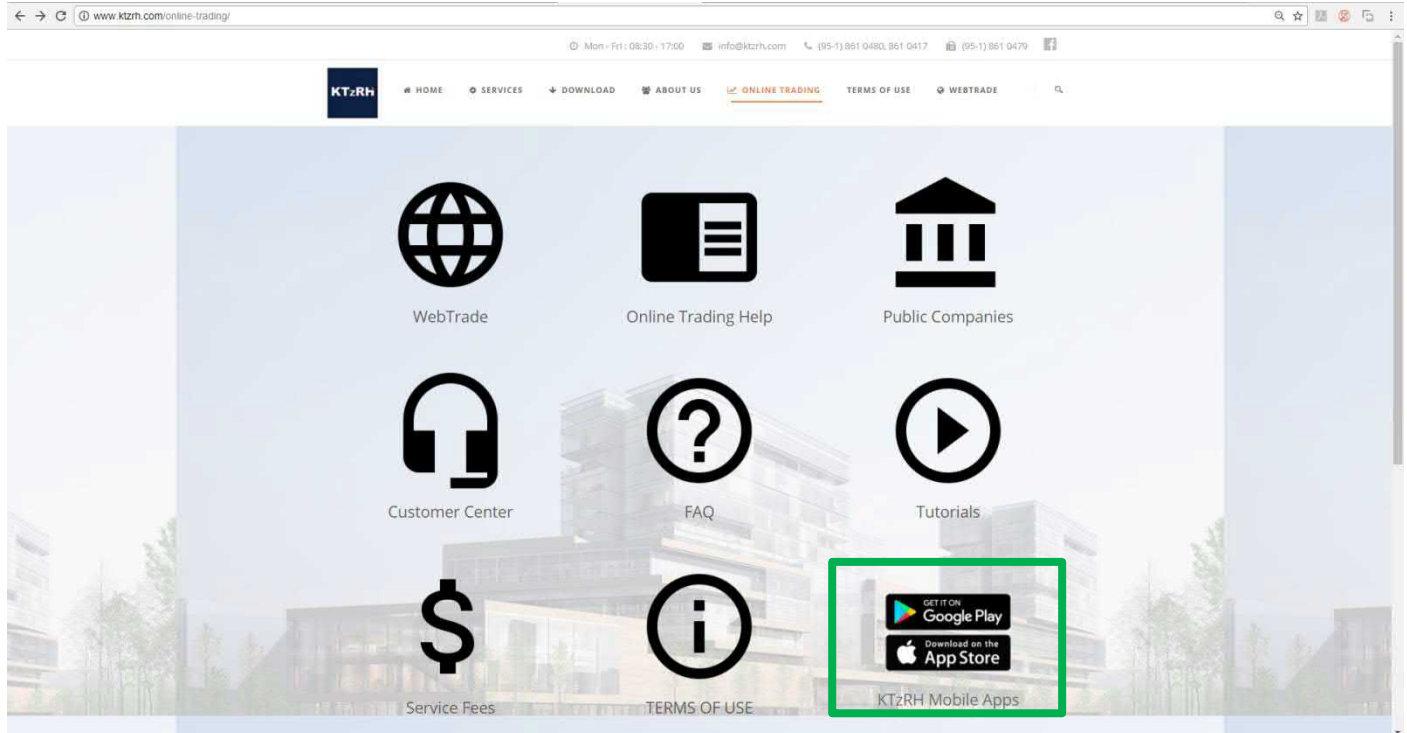 www.ktzrh.com/online-trading/
Mon - Fri : 08:30 - 17:00 info@ktzrh.com (95-1) 861 0480, 861 0417 (95-1) 861 0479
KTzRH HOME SERVICES DOWNLOAD ABOUT US ONLINE TRADING TERMS OF USE WEBTRADE
WebTrade Online Trading Help Public Companies
Customer Center FAQ Tutorials
GET IT ON
Google Play
Download on the
App Store
Service Fees TERMS OF USE KTzRH Mobile Apps